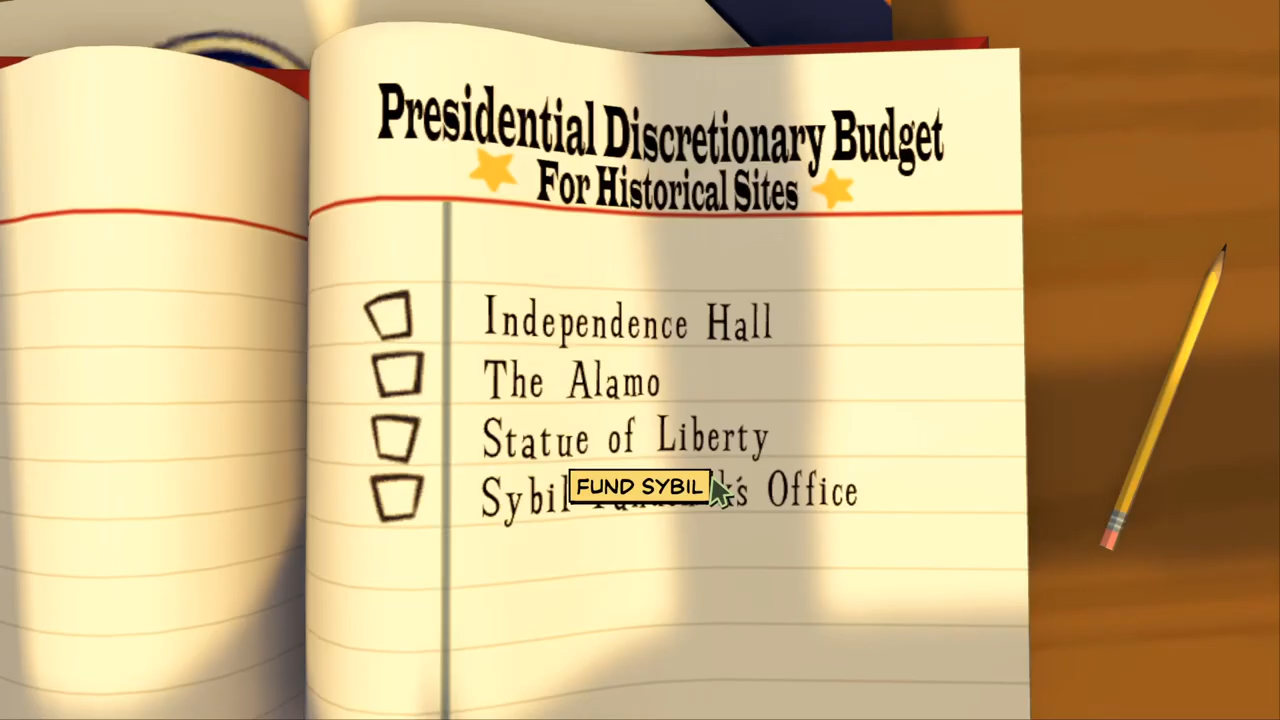 Presidential Discretionary Budget
For Historical Sites
Independence Hall
The Alamo
Statue of Liberty
Sybil Office
FUND SYBIL